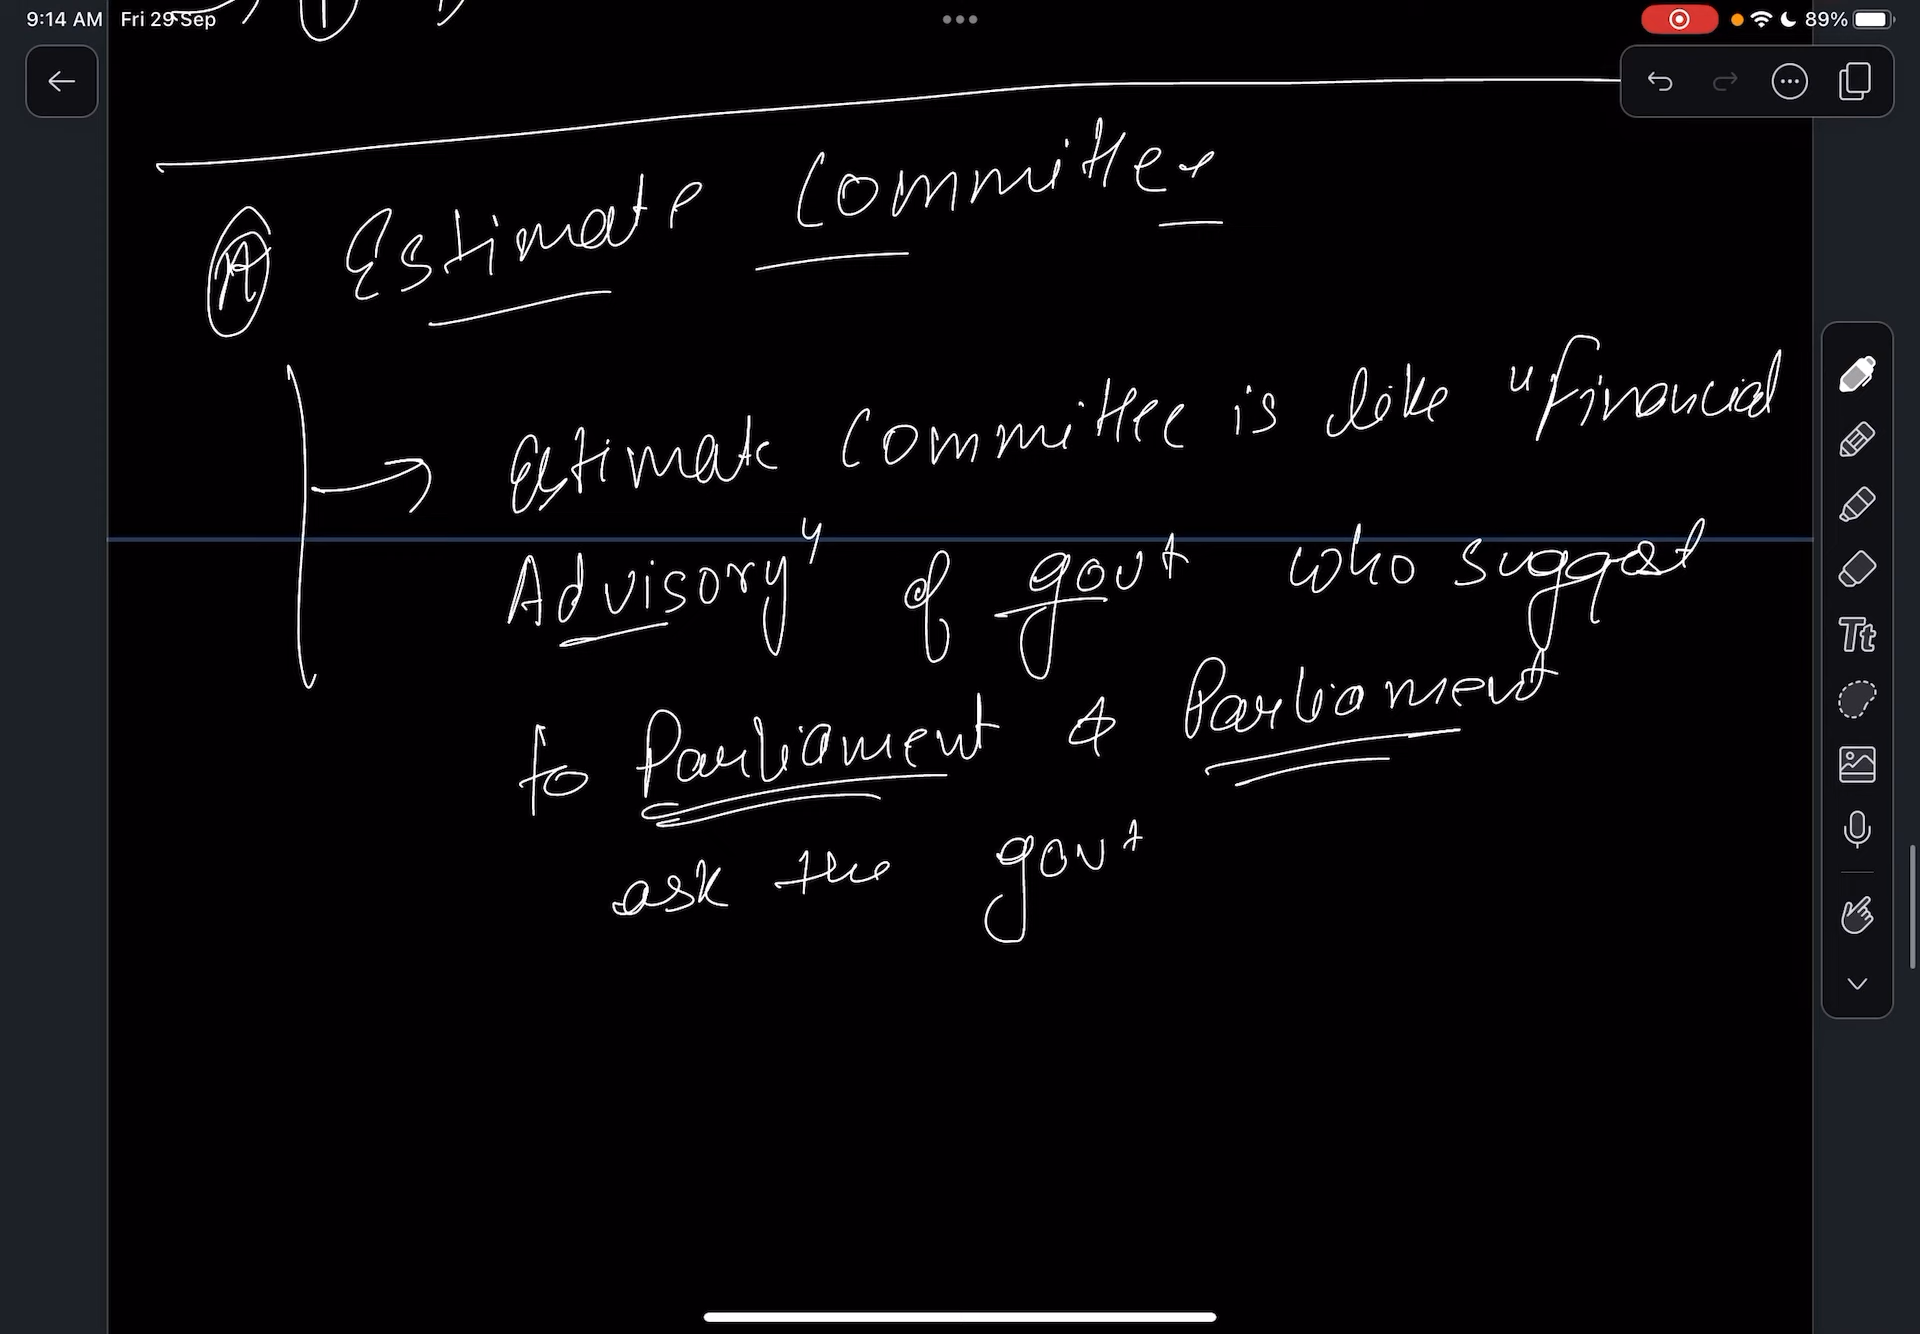 9:14 AM Fri 29 Sep
89%
A Estimate Committee
Estimate Committee is like "financial
Advisory" of govt who suggest
to Parliament & Parliament
ask the govt
Tt